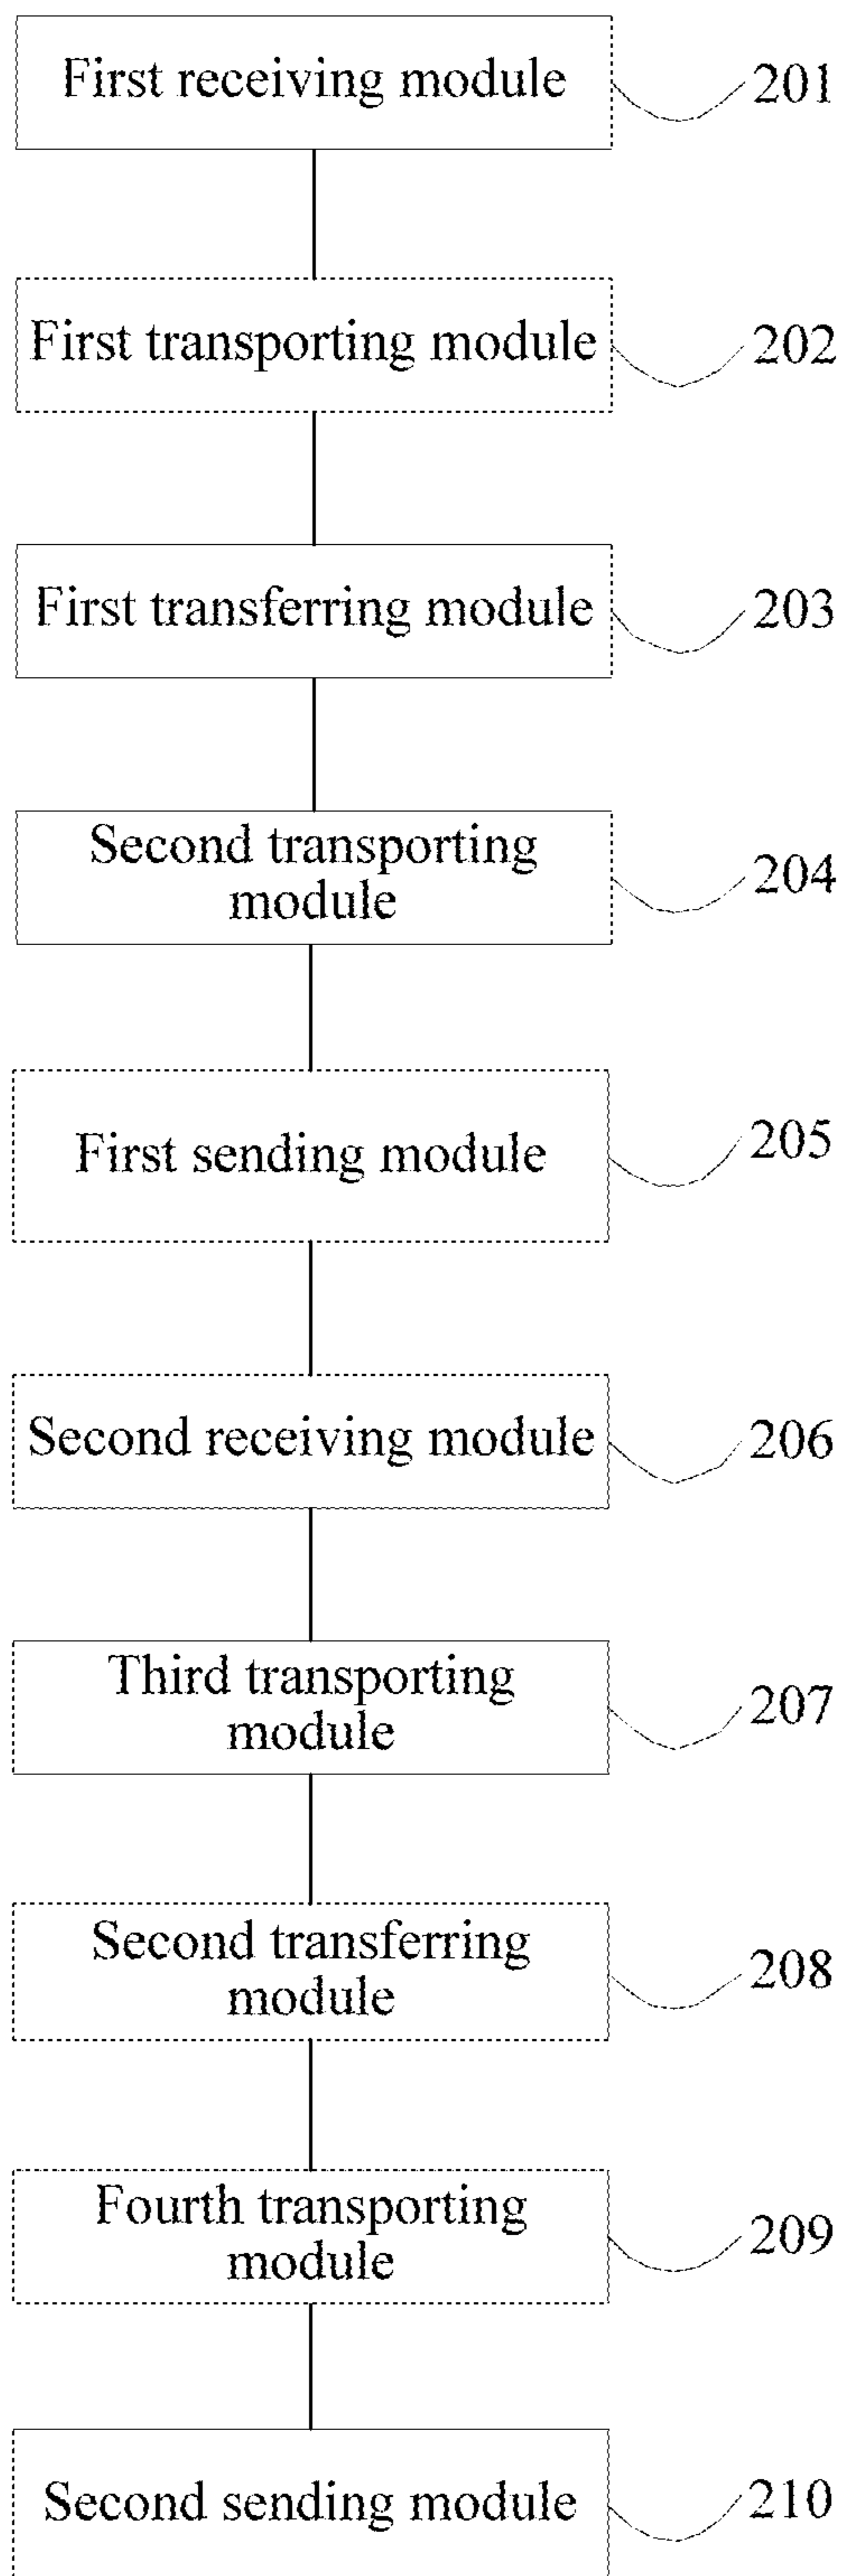 First receiving module
201
First transporting module
202
First transferring module
203
Second transporting
module
204
First sending module
205
Second receiving module
206
Third transporting
module
207
Second transferring
module
208
Fourth transporting
module
209
Second sending module
210